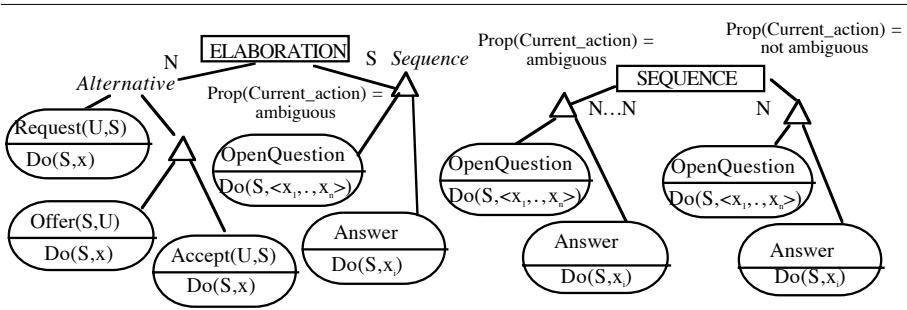 ELABORATION
N
S
Sequence
Alternative
Prop(Current_action) =
ambiguous
Request(U,S)
Do(S,x)
OpenQuestion
Do(S,<x₁,.,xₙ>)
Offer(S,U)
Do(S,x)
Accept(U,S)
Do(S,x)
Answer
Do(S,xᵢ)
Prop(Current_action) =
ambiguous
SEQUENCE
Prop(Current_action) =
not ambiguous
N…N
N
OpenQuestion
Do(S,<x₁,.,xₙ>)
OpenQuestion
Do(S,<x₁,.,xₙ>)
Answer
Do(S,xᵢ)
Answer
Do(S,xᵢ)